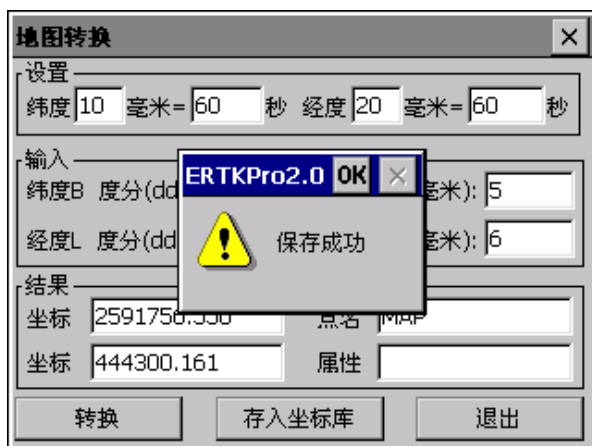 地图转换
设置
纬度 10 毫米= 60 秒 经度 20 毫米= 60 秒
输入
纬度B 度分(dd 毫米): 5
经度L 度分(dd 毫米): 6
ERTKPro2.0 OK
保存成功
结果
坐标 2591756.556 点名 MAP
坐标 444300.161 属性
转换 存入坐标库 退出